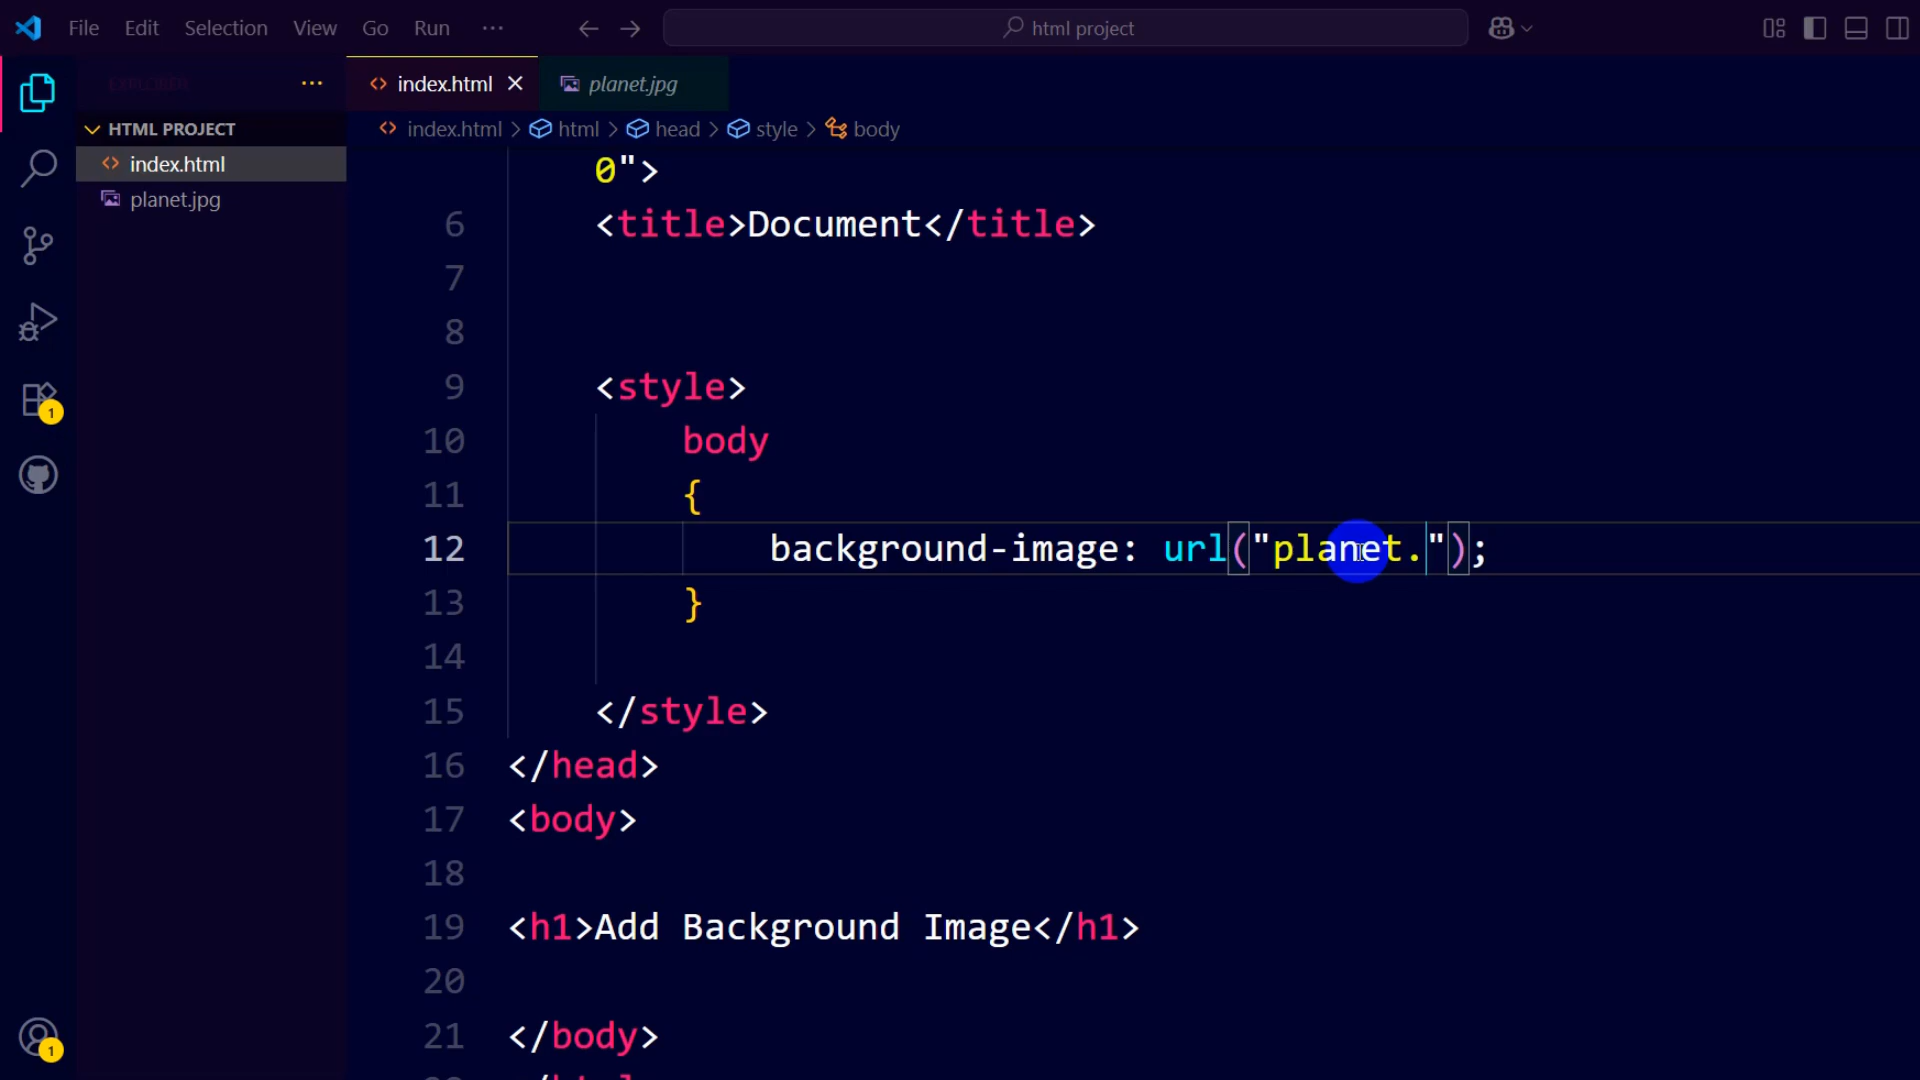 File Edit Selection View Go Run ...
html project
EXPLORER ...
HTML PROJECT
index.html
planet.jpg
1
1
index.html planet.jpg
index.html > html > head > style > body
0">
6 <title>Document</title>
7
8
9 <style>
10 body
11 {
12 background-image: url("planet.");
13 }
14
15 </style>
16 </head>
17 <body>
18
19 <h1>Add Background Image</h1>
20
21 </body>